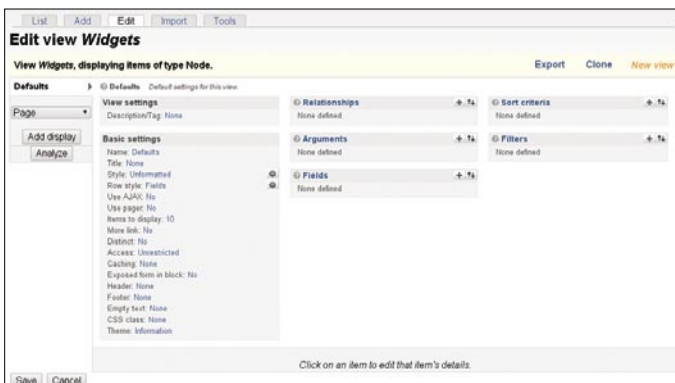 List Add Edit Import Tools
Edit view Widgets
View Widgets, displaying items of type Node.
Export Clone New view
Defaults
Page
Add display
Analyze
Defaults Default settings for this view.
View settings
Description/Tag: None
Basic settings
Name: Defaults
Title: None
Style: Unformatted
Row style: Fields
Use AJAX: No
Use pager: No
Items to display: 10
More link: No
Distinct: No
Access: Unrestricted
Caching: None
Exposed form in block: No
Header: None
Footer: None
Empty text: None
CSS class: None
Theme: Information
Relationships
None defined
Arguments
None defined
Fields
None defined
Sort criteria
None defined
Filters
None defined
Click on an item to edit that item's details.
Save Cancel